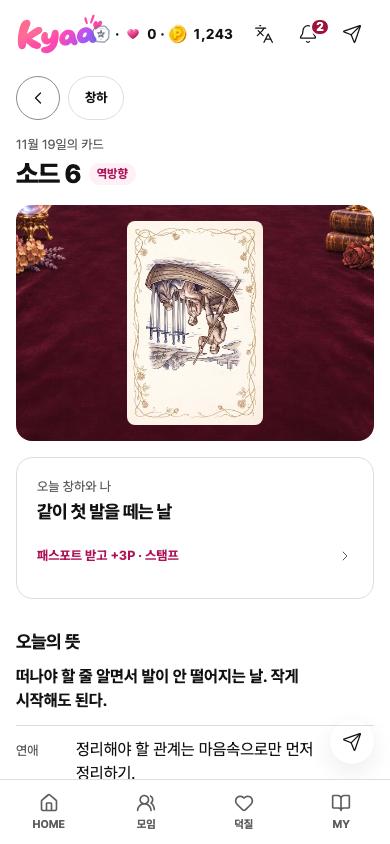 Kyaa · 0 · P 1,243 2
창하
11월 19일의 카드
소드 6 역방향
오늘 창하와 나
같이 첫 발을 떼는 날
패스포트 받고 +3P · 스탬프
오늘의 뜻
떠나야 할 줄 알면서 발이 안 떨어지는 날. 작게
시작해도 된다.
연애 정리해야 할 관계는 마음속으로만 먼저
정리하기.
HOME 모임 덕질 MY